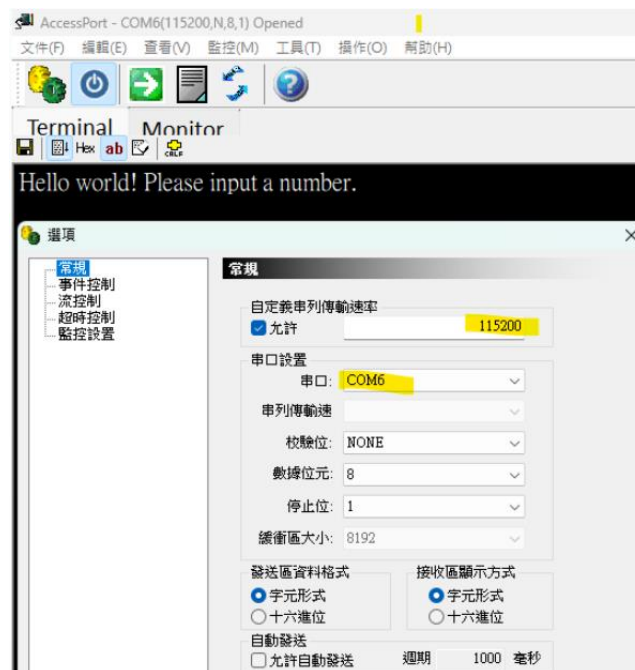 AccessPort - COM6(115200,N,8,1) Opened
文件(F) 編輯(E) 查看(V) 監控(M) 工具(T) 操作(O) 幫助(H)
Terminal Monitor
Hex ab CRLF
Hello world! Please input a number.
選項
常規
事件控制
流控制
超時控制
監控設置
常規
自定義串列傳輸速率
允許 115200
串口設置
串口: COM6
串列傳輸速
校驗位: NONE
數據位元: 8
停止位: 1
緩衝區大小: 8192
發送區資料格式
字元形式
十六進位
接收區顯示方式
字元形式
十六進位
自動發送
允許自動發送 週期 1000 毫秒